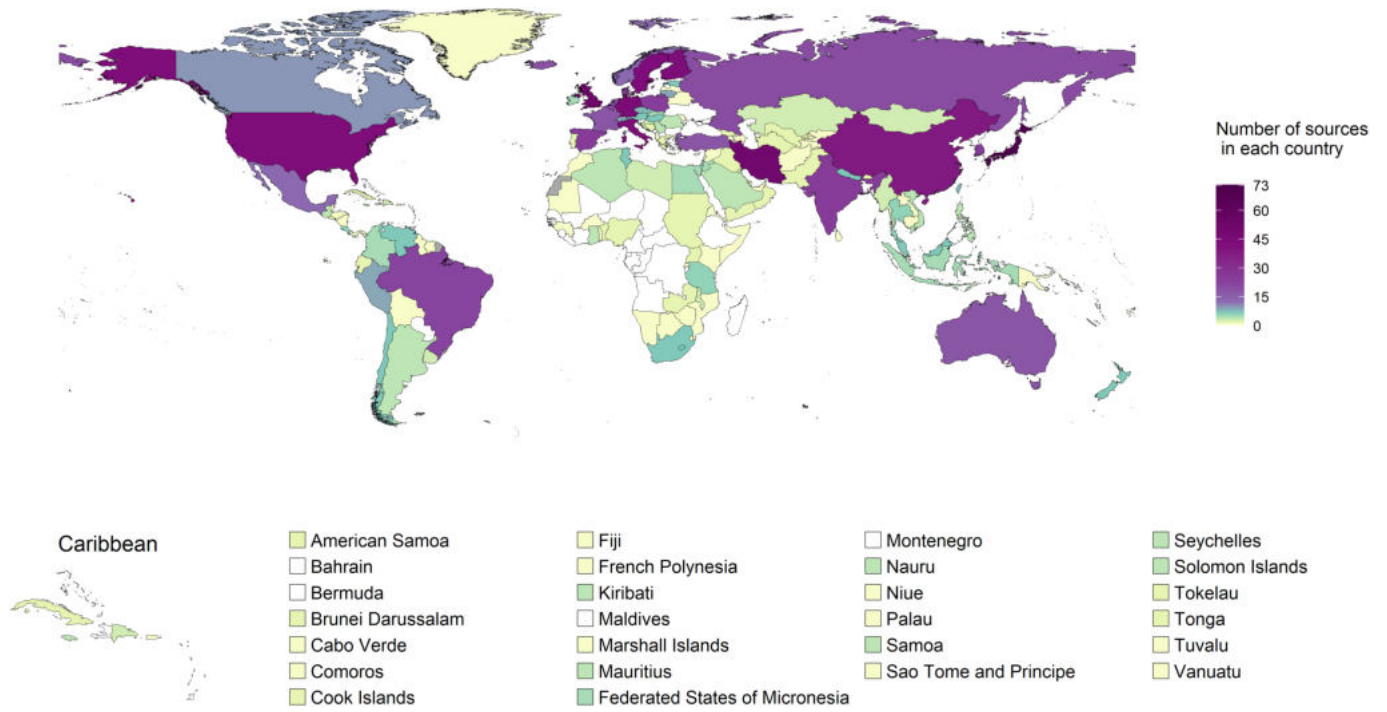 Number of sources
in each country
73
60
45
30
15
0
Caribbean
American Samoa
Bahrain
Bermuda
Brunei Darussalam
Cabo Verde
Comoros
Cook Islands
Fiji
French Polynesia
Kiribati
Maldives
Marshall Islands
Mauritius
Federated States of Micronesia
Montenegro
Nauru
Niue
Palau
Samoa
Sao Tome and Principe
Seychelles
Solomon Islands
Tokelau
Tonga
Tuvalu
Vanuatu